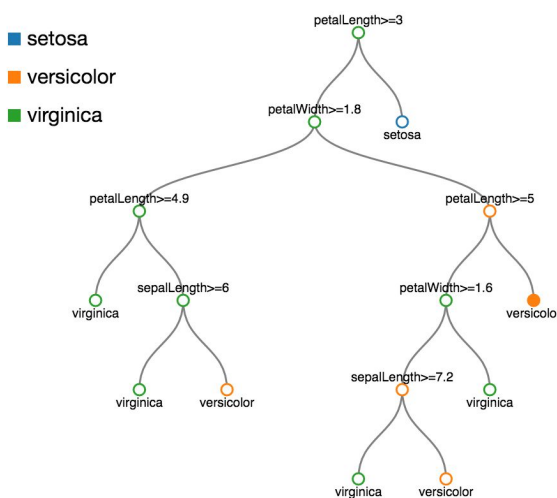 petalLength>=3
setosa
versicolor
virginica
petalWidth>=1.8
setosa
petalLength>=4.9
petalLength>=5
virginica
sepalLength>=6
petalWidth>=1.6
versicolo
virginica
versicolor
sepalLength>=7.2
virginica
virginica
versicolor